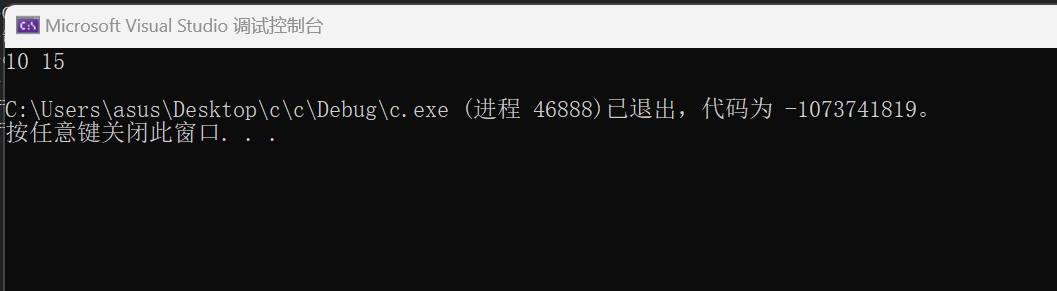 Microsoft Visual Studio 调试控制台
10 15
C:\Users\asus\Desktop\c\c\Debug\c.exe (进程 46888)已退出，代码为 -1073741819。
按任意键关闭此窗口. . .